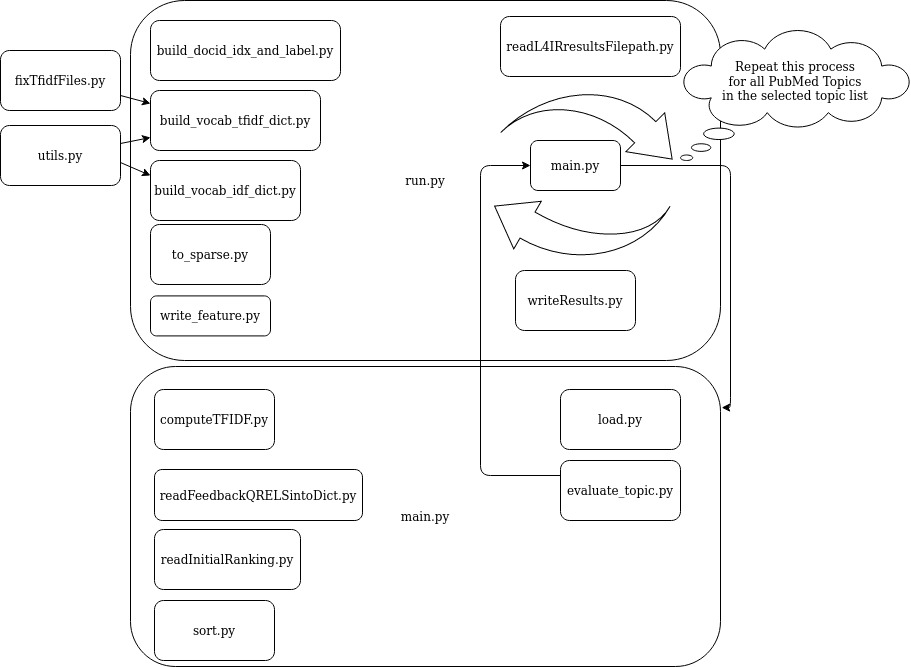 build_docid_idx_and_label.py
readL4IRresultsFilepath.py
Repeat this process
for all PubMed Topics
in the selected topic list
fixTfidfFiles.py
build_vocab_tfidf_dict.py
utils.py
main.py
build_vocab_idf_dict.py
run.py
to_sparse.py
writeResults.py
write_feature.py
computeTFIDF.py
load.py
readFeedbackQRELSintoDict.py
evaluate_topic.py
main.py
readInitialRanking.py
sort.py